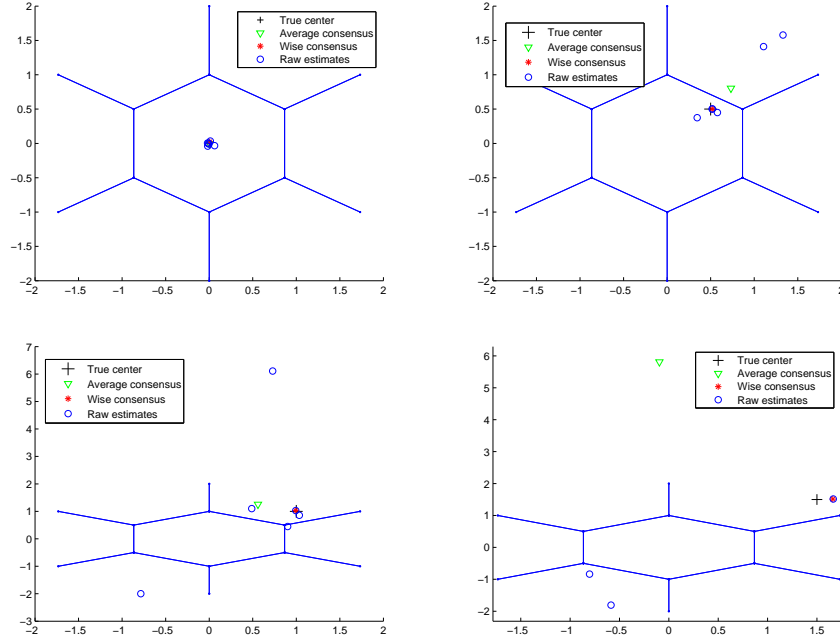 2
1.5
1
0.5
0
−0.5
−1
−1.5
−2
−2 −1.5 −1 −0.5 0 0.5 1 1.5 2
True center
Average consensus
Wise consensus
Raw estimates
2
1.5
1
0.5
0
−0.5
−1
−1.5
−2
−2 −1.5 −1 −0.5 0 0.5 1 1.5
True center
Average consensus
Wise consensus
Raw estimates
7
6
5
4
3
2
1
0
−1
−2
−3
−2 −1.5 −1 −0.5 0 0.5 1 1.5 2
True center
Average consensus
Wise consensus
Raw estimates
6
5
4
3
2
1
0
−1
−2
−1.5 −1 −0.5 0 0.5 1 1.5
True center
Average consensus
Wise consensus
Raw estimates